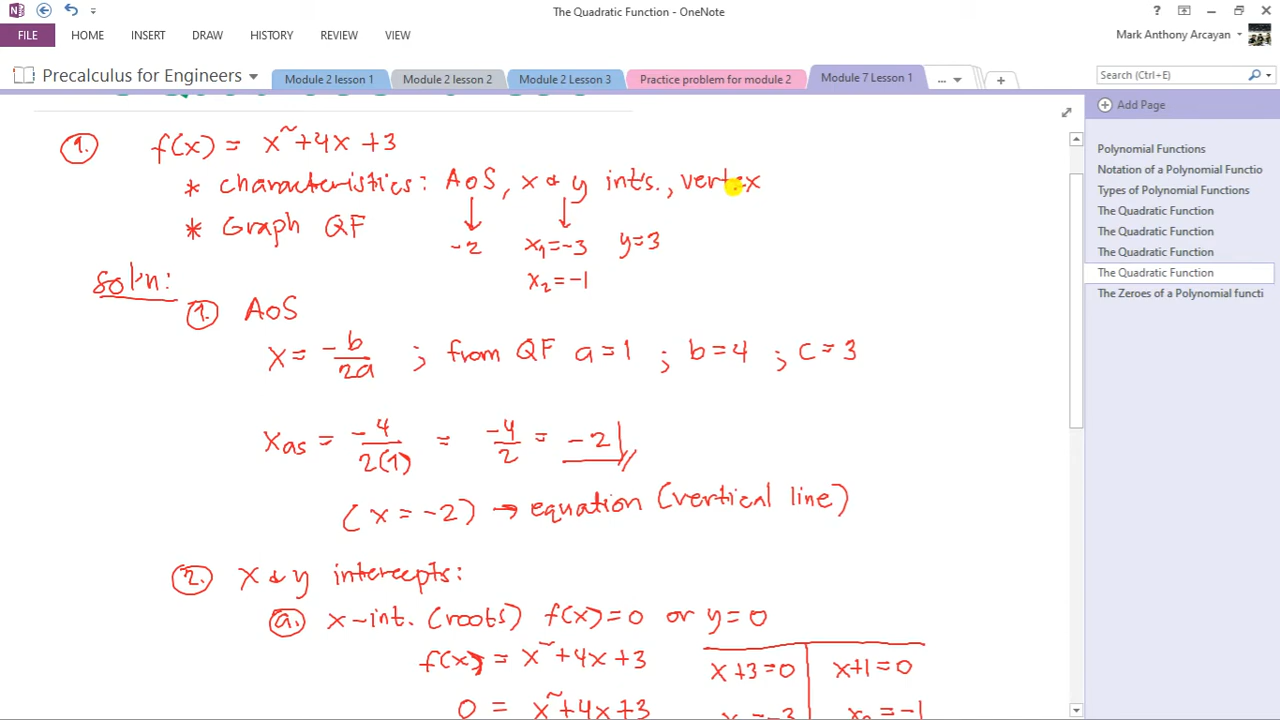 The Quadratic Function - OneNote
FILE HOME INSERT DRAW HISTORY REVIEW VIEW
Mark Anthony Arcayan
Precalculus for Engineers
Module 2 lesson 1
Module 2 lesson 2
Module 2 Lesson 3
Practice problem for module 2
Module 7 Lesson 1
...
Search (Ctrl+E)
Add Page
Polynomial Functions
Notation of a Polynomial Functio
Types of Polynomial Functions
The Quadratic Function
The Quadratic Function
The Quadratic Function
The Quadratic Function
The Zeroes of a Polynomial functi
1. f(x) = x² + 4x + 3
* characteristics: AoS, x & y int's., vertex
* Graph QF
-2 x₁ = -3 y = 3
x₂ = -1
Sol'n:
1. AoS
x = -b/2a ; from QF a = 1 ; b = 4 ; c = 3
xas = -4/2(1) = -4/2 = -2
(x = -2) → equation (vertical line)
2. X & y intercepts:
a. x-int. (roots) f(x) = 0 or y = 0
f(x) = x² + 4x + 3
x + 3 = 0 x + 1 = 0
0 = x² + 4x + 3
x₁ = -3 x₂ = -1